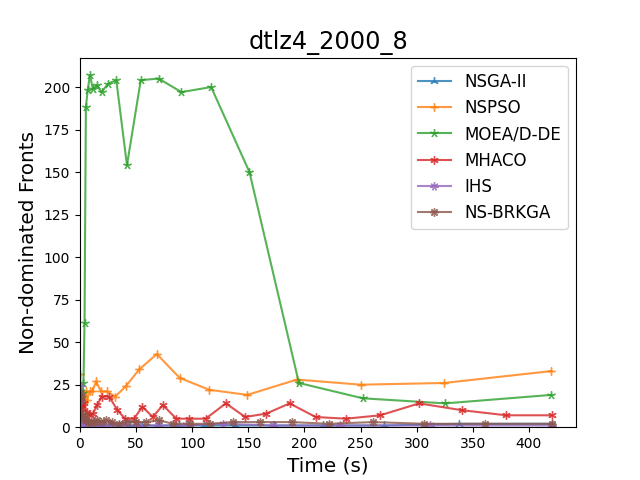 dtlz4_2000_8
Non-dominated Fronts
200
175
150
125
100
75
50
25
0
NSGA-II
NSPSO
MOEA/D-DE
MHACO
IHS
NS-BRKGA
0 50 100 150 200 250 300 350 400
Time (s)